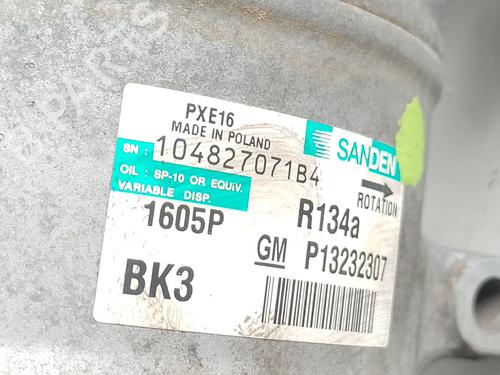 PXE16
MADE IN POLAND
SN : 104827071B4
OIL : SP-10 OR EQUIV.
VARIABLE DISP.
SANDEN
ROTATION
1605P
R134a
GM P13232307
BK3